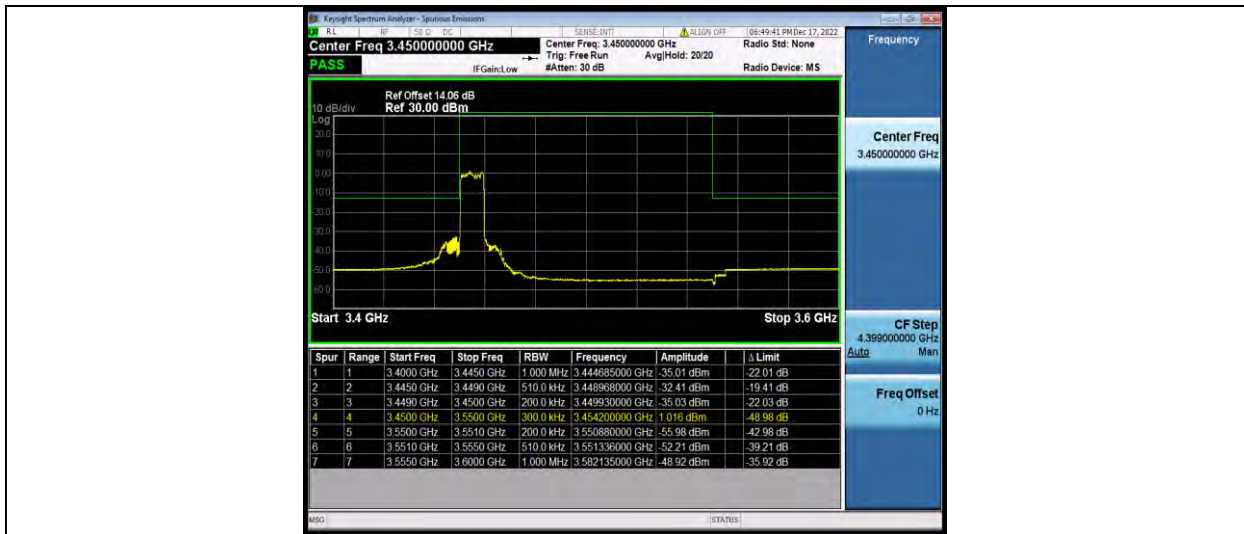 Keysight Spectrum Analyzer - Spurious Emissions
RL RF 50 Ω DC SENSE:INT ALIGN OFF 06:49:41 PM Dec 17, 2022
Center Freq 3.450000000 GHz Center Freq: 3.450000000 GHz Radio Std: None
Trig: Free Run Avg|Hold: 20/20
PASS IFGain:Low #Atten: 30 dB Radio Device: MS
Ref Offset 14.06 dB
10 dB/div Ref 30.00 dBm
Log
20.0
10.0
0.00
-10.0
-20.0
-30.0
-40.0
-50.0
-60.0
Start 3.4 GHz Stop 3.6 GHz
Spur Range Start Freq Stop Freq RBW Frequency Amplitude Δ Limit
1 1 3.4000 GHz 3.4450 GHz 1.000 MHz 3.444685000 GHz -35.01 dBm -22.01 dB
2 2 3.4450 GHz 3.4490 GHz 510.0 kHz 3.448968000 GHz -32.41 dBm -19.41 dB
3 3 3.4490 GHz 3.4500 GHz 200.0 kHz 3.449930000 GHz -35.03 dBm -22.03 dB
4 4 3.4500 GHz 3.5500 GHz 300.0 kHz 3.454200000 GHz 1.016 dBm -48.98 dB
5 5 3.5500 GHz 3.5510 GHz 200.0 kHz 3.550880000 GHz -55.98 dBm -42.98 dB
6 6 3.5510 GHz 3.5550 GHz 510.0 kHz 3.551336000 GHz -52.21 dBm -39.21 dB
7 7 3.5550 GHz 3.6000 GHz 1.000 MHz 3.582135000 GHz -48.92 dBm -35.92 dB
MSG STATUS
Frequency
Center Freq
3.450000000 GHz
CF Step
4.399000000 GHz
Auto Man
Freq Offset
0 Hz